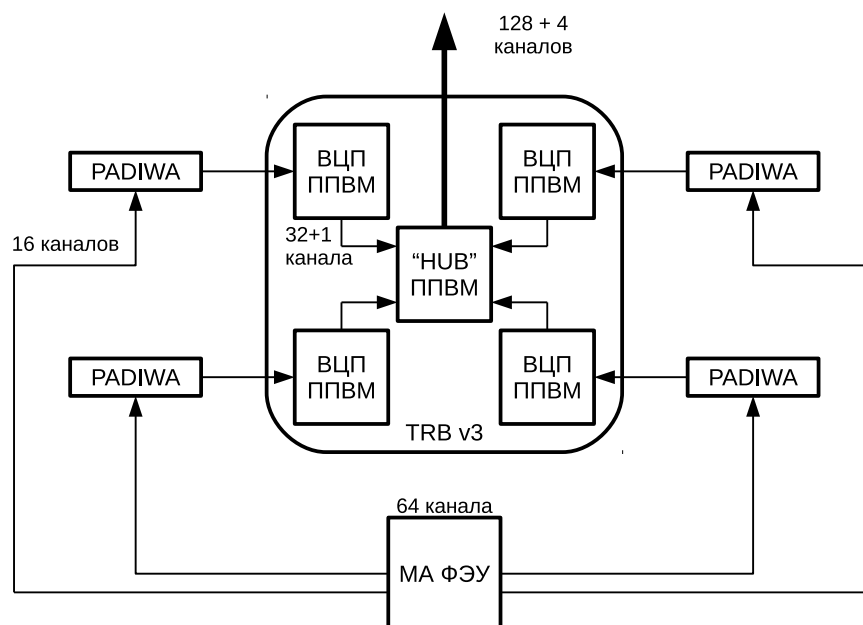 128 + 4
каналов
ВЦП
ППВМ
ВЦП
ППВМ
PADIWA
PADIWA
16 каналов
32+1
канала
“HUB”
ППВМ
ВЦП
ППВМ
ВЦП
ППВМ
PADIWA
PADIWA
TRB v3
64 канала
МА ФЭУ